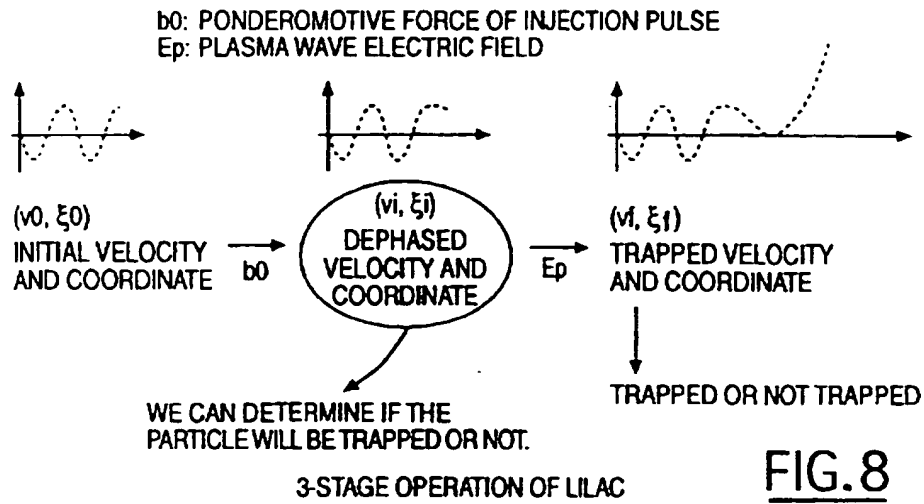 b0: PONDEROMOTIVE FORCE OF INJECTION PULSE
Ep: PLASMA WAVE ELECTRIC FIELD
(v0, ξ0)
INITIAL VELOCITY
AND COORDINATE
b0
(vi, ξi)
DEPHASED
VELOCITY AND
COORDINATE
Ep
(vf, ξf)
TRAPPED VELOCITY
AND COORDINATE
WE CAN DETERMINE IF THE
PARTICLE WILL BE TRAPPED OR NOT.
TRAPPED OR NOT TRAPPED
3-STAGE OPERATION OF LILAC
FIG.8